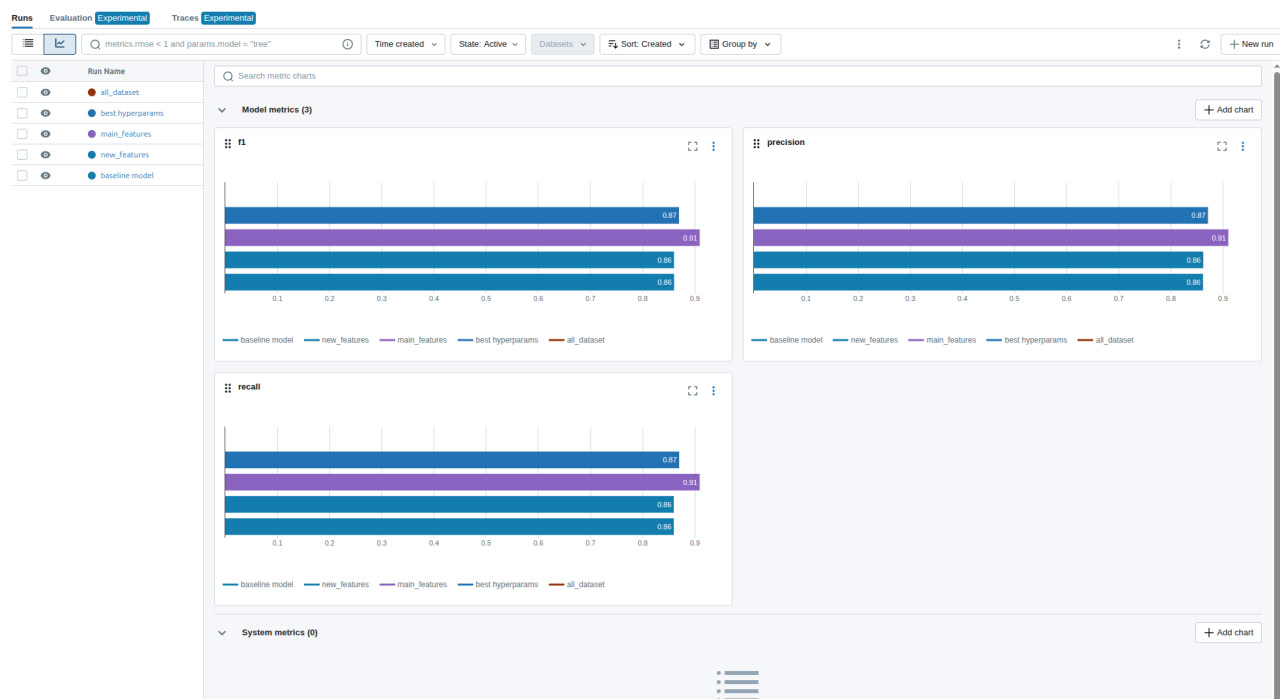 Runs Evaluation Experimental Traces Experimental
metrics.rmse < 1 and params.model = "tree" Time created State: Active Datasets Sort: Created Group by + New run
Run Name
all_dataset
best hyperparams
main_features
new_features
baseline model
Search metric charts
Model metrics (3) + Add chart
f1
0.87
0.91
0.86
0.86
0.1 0.2 0.3 0.4 0.5 0.6 0.7 0.8 0.9
baseline model new_features main_features best hyperparams all_dataset
precision
0.87
0.91
0.86
0.86
0.1 0.2 0.3 0.4 0.5 0.6 0.7 0.8 0.9
baseline model new_features main_features best hyperparams all_dataset
recall
0.87
0.91
0.86
0.86
0.1 0.2 0.3 0.4 0.5 0.6 0.7 0.8 0.9
baseline model new_features main_features best hyperparams all_dataset
System metrics (0) + Add chart